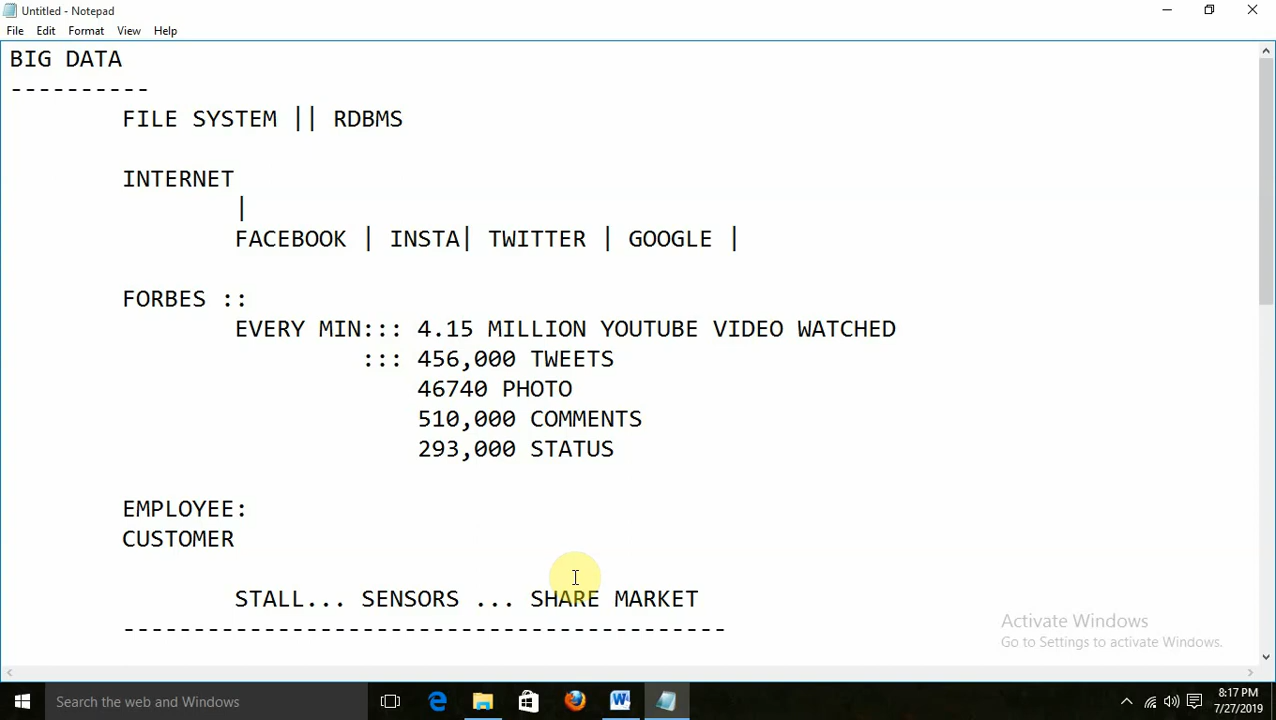 Untitled - Notepad
File Edit Format View Help
BIG DATA
----------
FILE SYSTEM || RDBMS
INTERNET
|
FACEBOOK | INSTA| TWITTER | GOOGLE |
FORBES ::
EVERY MIN::: 4.15 MILLION YOUTUBE VIDEO WATCHED
::: 456,000 TWEETS
46740 PHOTO
510,000 COMMENTS
293,000 STATUS
EMPLOYEE:
CUSTOMER
STALL... SENSORS ... SHARE MARKET
-------------------------------------------
Activate Windows
Go to Settings to activate Windows.
Search the web and Windows
8:17 PM
7/27/2019